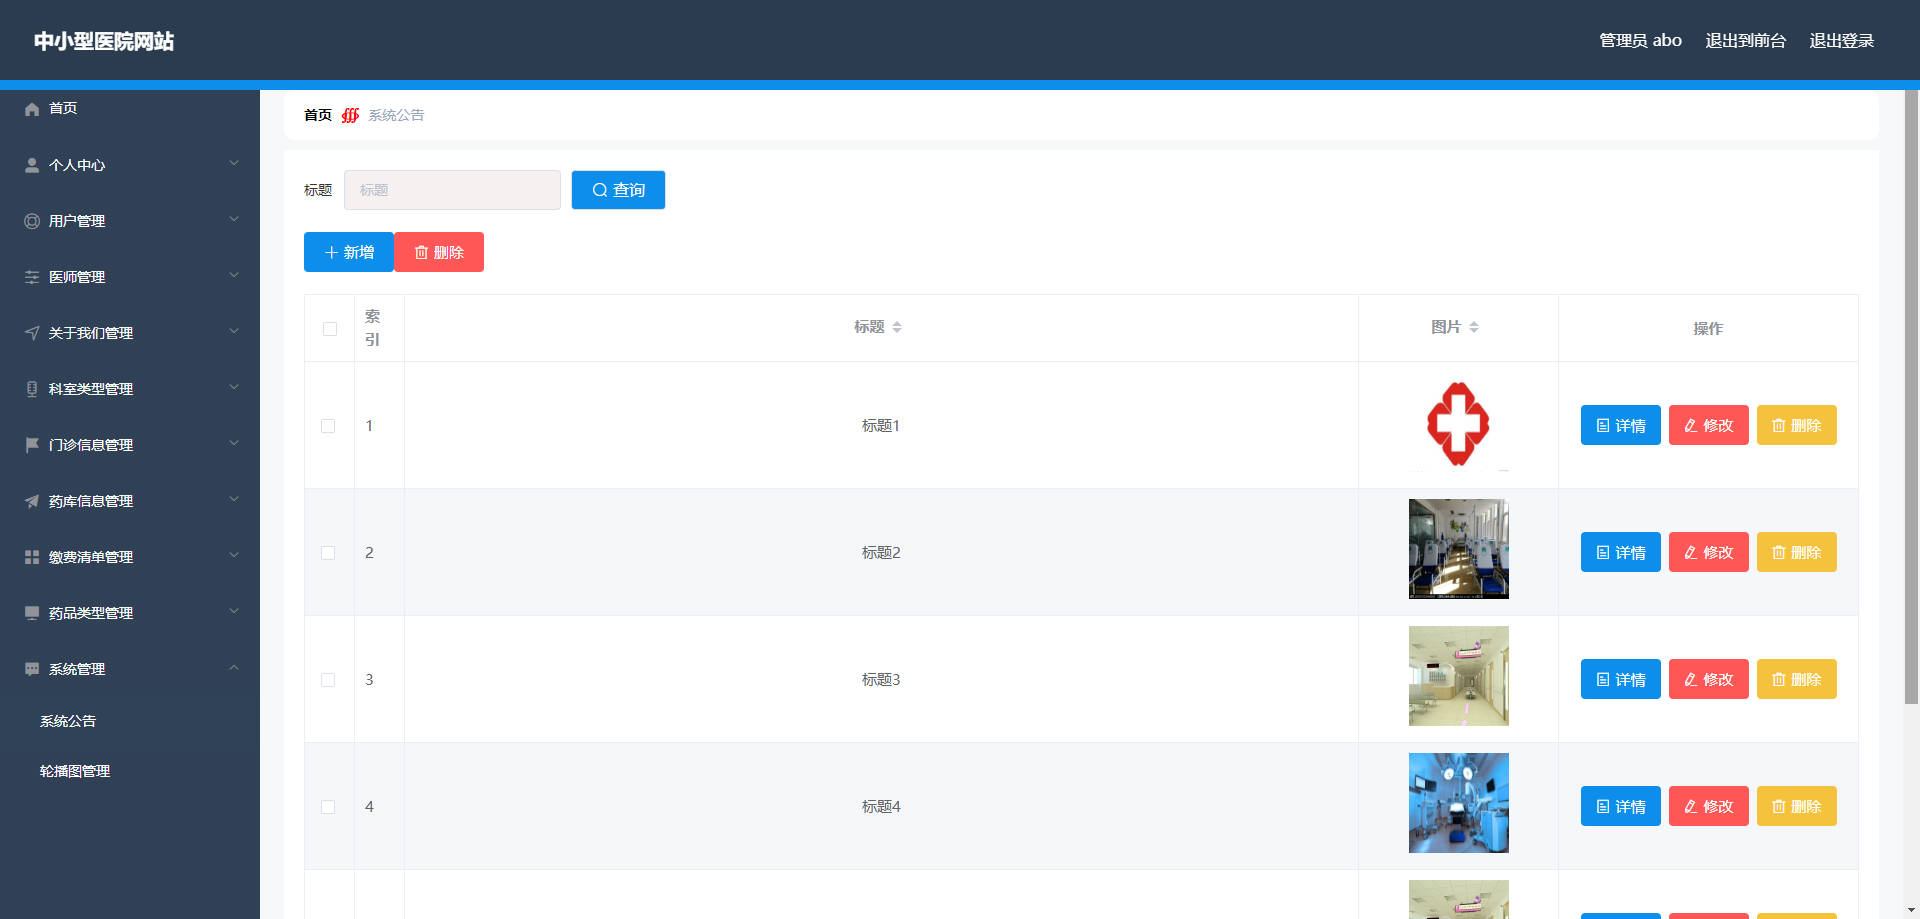 中小型医院网站
管理员 abo 退出到前台 退出登录
首页
个人中心
用户管理
医师管理
关于我们管理
科室类型管理
门诊信息管理
药库信息管理
缴费清单管理
药品类型管理
系统管理
系统公告
轮播图管理
首页 系统公告
标题 标题 查询
新增 删除
索引 标题 图片 操作
1 标题1 详情 修改 删除
2 标题2 详情 修改 删除
3 标题3 详情 修改 删除
4 标题4 详情 修改 删除